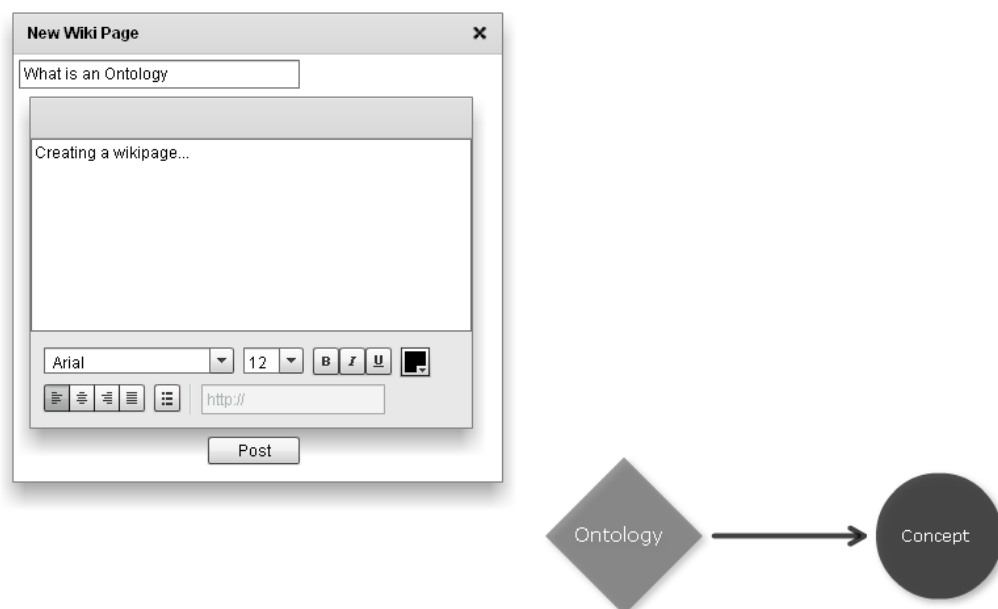 New Wiki Page
What is an Ontology
Creating a wikipage...
Arial
12
B I U
http://
Post
Ontology
Concept